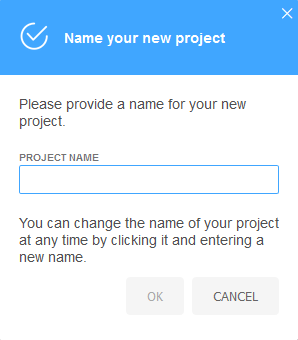 Name your new project
Please provide a name for your new
project.
PROJECT NAME
You can change the name of your project
at any time by clicking it and entering a
new name.
OK
CANCEL